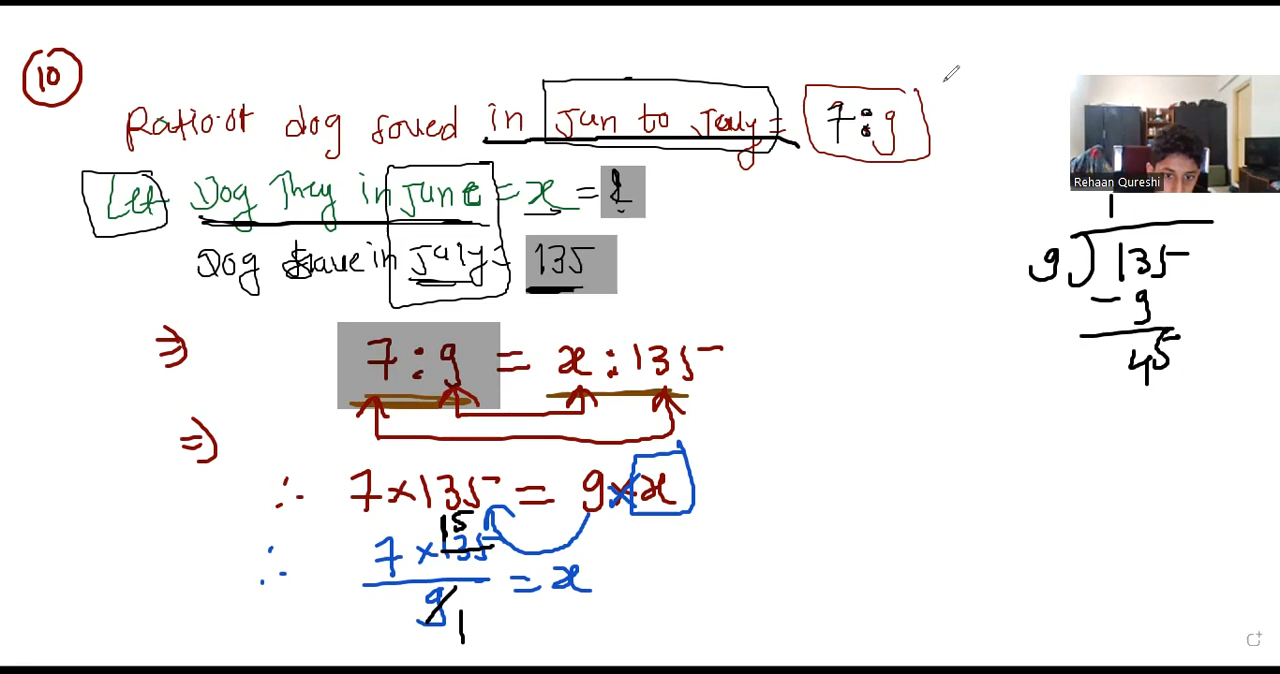 10
Ratio of dog saved in Jun to July = 7:9
Let Dog They in June = x =
Dog save in July = 135
⇒ 7:9 = x:135
⇒
∴ 7×135 = 9×x
15
∴ 7×135 = x
9 1
Rehaan Qureshi
1
9)135
-9
45